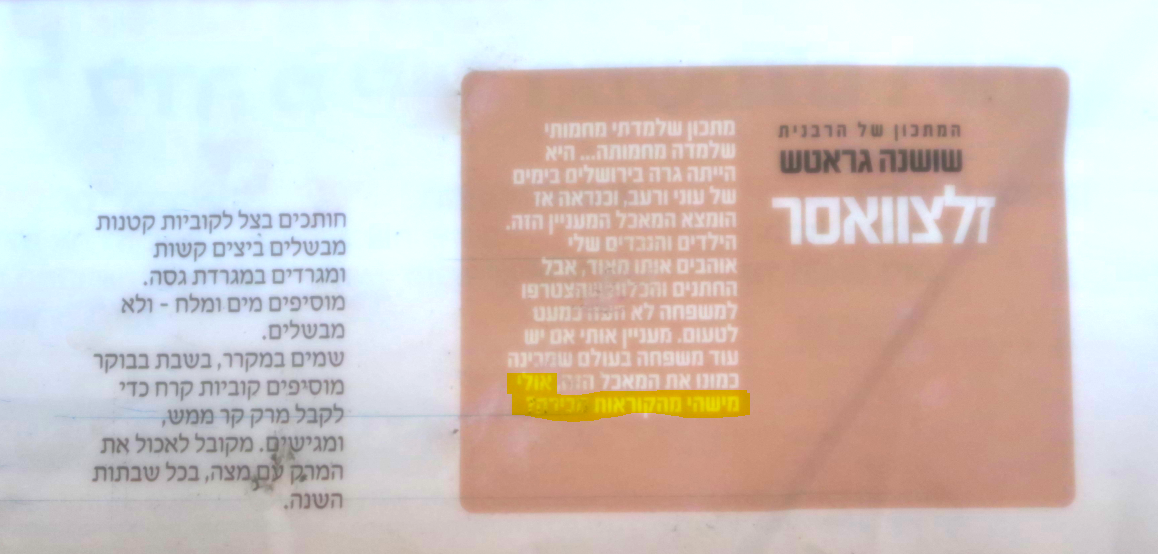 המתכון של הרבנית
שושנה גראטש
זלצוואסר
מתכון שלמדתי מחמותי
שלמדה מחמותה... היא
הייתה גרה בירושלים בימים
של עוני ורעב, וכנראה אז
הומצא המאכל המעניין הזה.
הילדים והנכדים שלי
אוהבים אותו מאוד, אבל
החתנים והכלות שהצטרפו
למשפחה לא העזו כמעט
לטעום. מעניין אותי אם יש
עוד משפחה בעולם שמכינה
כמונו את המאכל הזה, אולי
מישהי מהקוראות מכירה?
חותכים בצל לקוביות קטנות
מבשלים ביצים קשות
ומגרדים במגרדת גסה.
מוסיפים מים ומלח - ולא
מבשלים.
שמים במקרר, בשבת בבוקר
מוסיפים קוביות קרח כדי
לקבל מרק קר ממש,
ומגישים. מקובל לאכול את
המרק עם מצה, בכל שבתות
השנה.